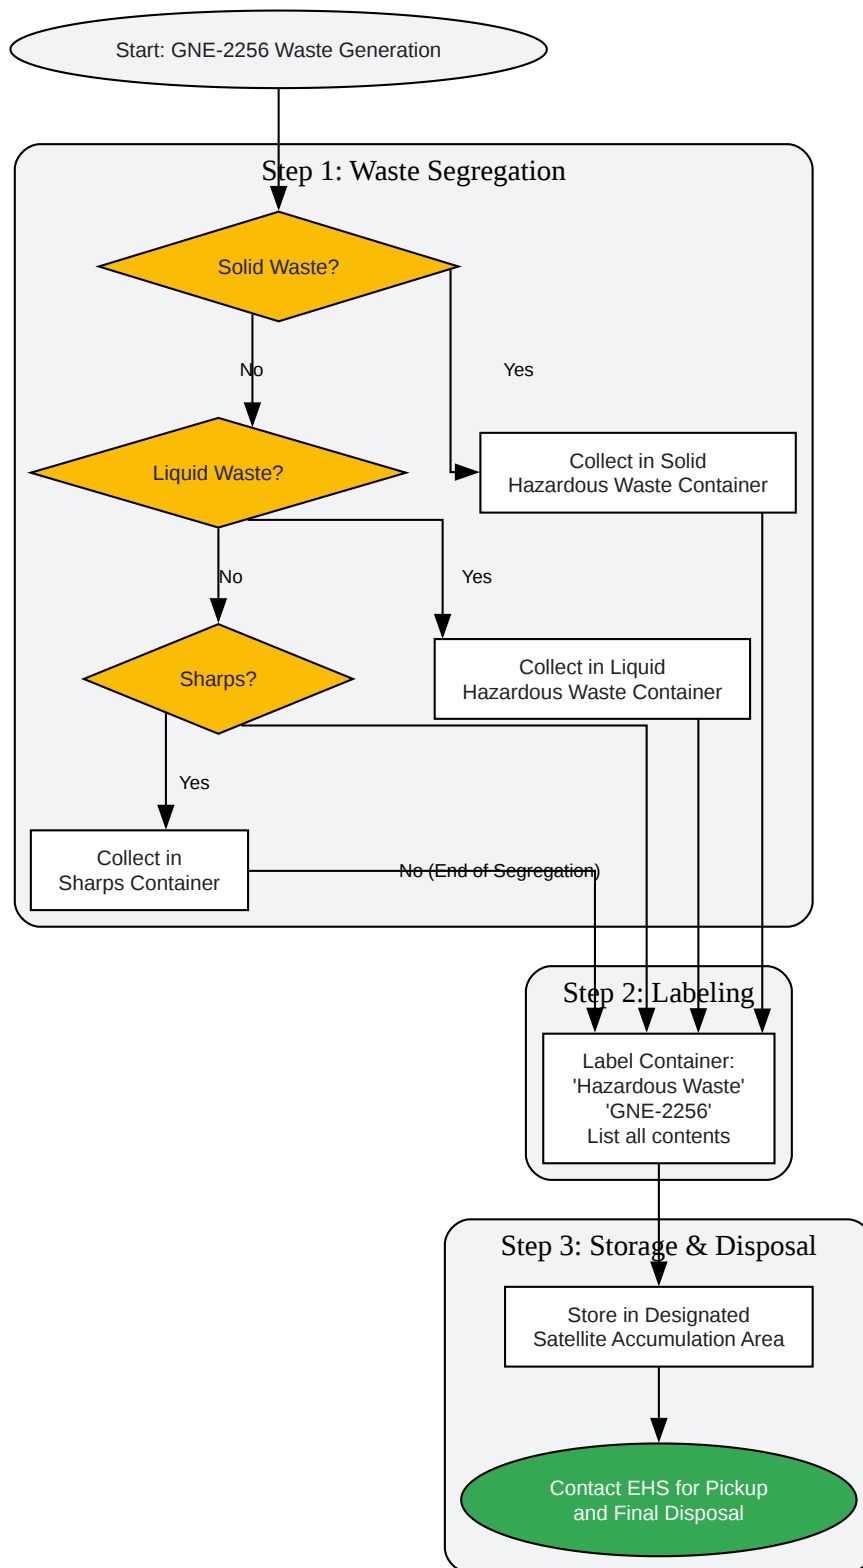 Start: GNE-2256 Waste Generation
Step 1: Waste Segregation
Solid Waste?
No
Yes
Liquid Waste?
Collect in Solid
Hazardous Waste Container
No
Yes
Sharps?
Collect in Liquid
Hazardous Waste Container
Yes
Collect in
Sharps Container
No (End of Segregation)
Step 2: Labeling
Label Container:
'Hazardous Waste'
'GNE-2256'
List all contents
Step 3: Storage & Disposal
Store in Designated
Satellite Accumulation Area
Contact EHS for Pickup
and Final Disposal